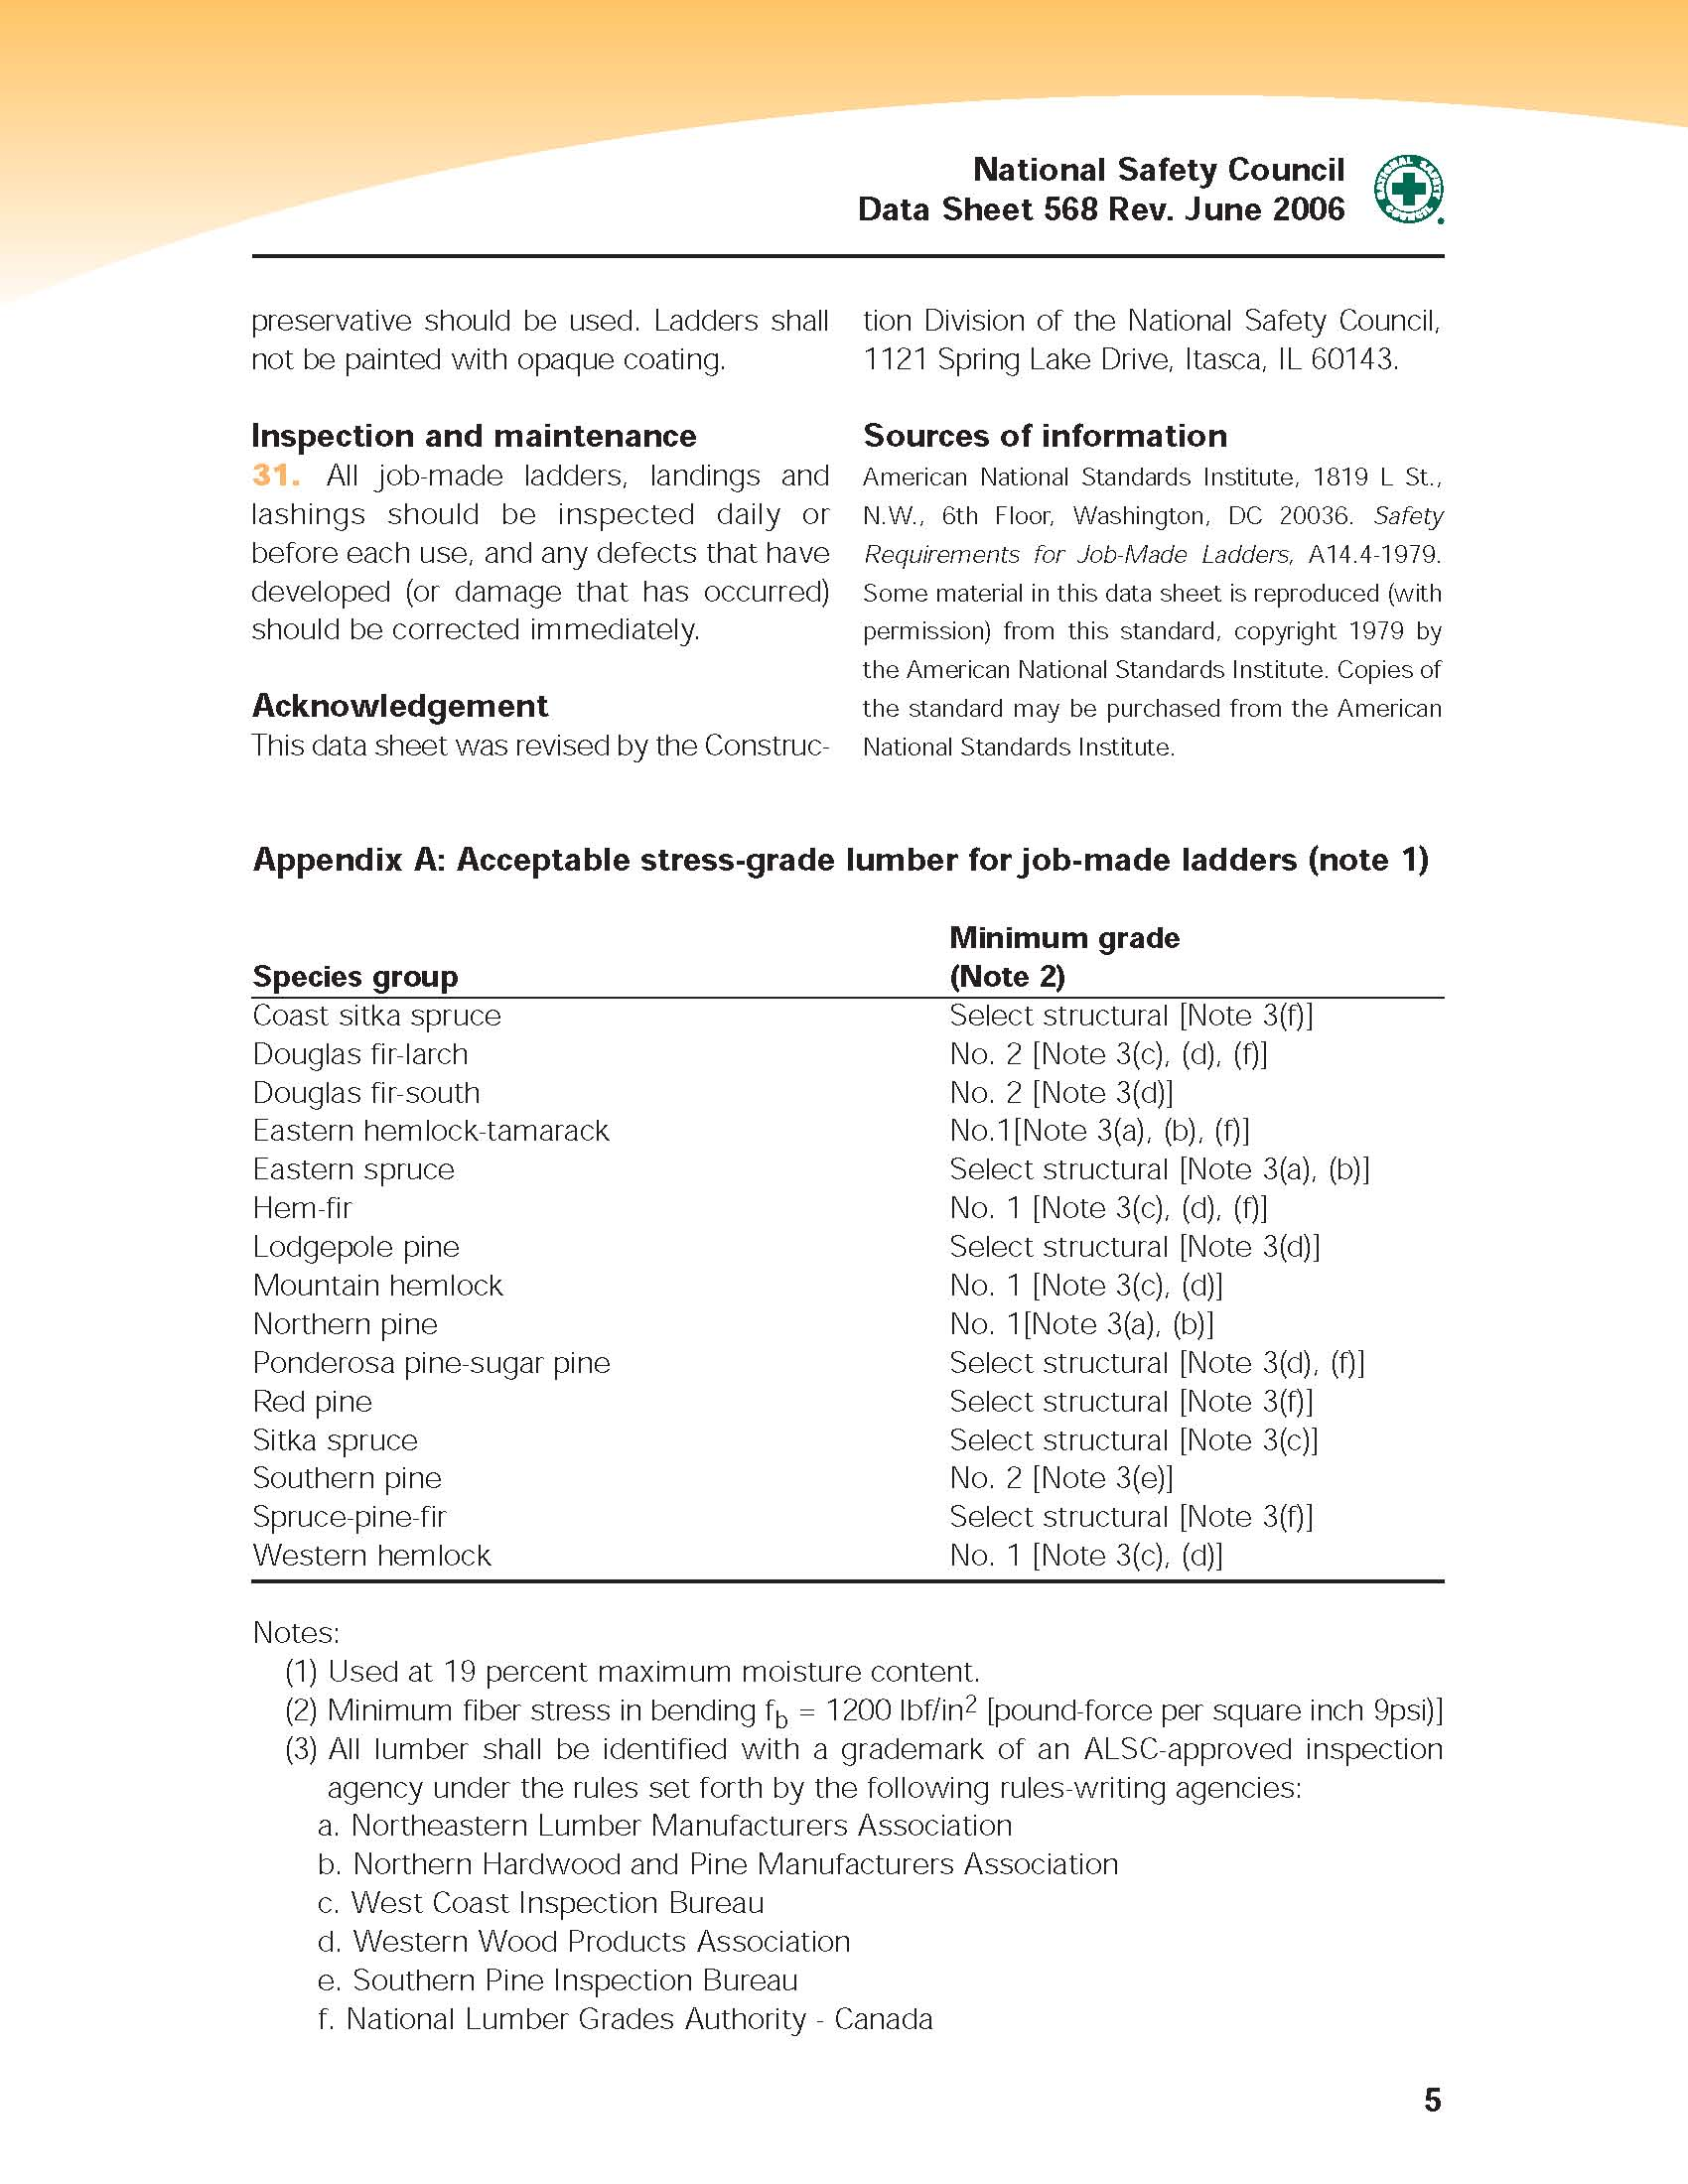 National Safety Council
Data Sheet 568 Rev. June 2006
NATIONAL SAFETY COUNCIL
preservative should be used. Ladders shall
not be painted with opaque coating.
Inspection and maintenance
31. All job-made ladders, landings and
lashings should be inspected daily or
before each use, and any defects that have
developed (or damage that has occurred)
should be corrected immediately.
Acknowledgement
This data sheet was revised by the Construc-
tion Division of the National Safety Council,
1121 Spring Lake Drive, Itasca, IL 60143.
Sources of information
American National Standards Institute, 1819 L St.,
N.W., 6th Floor, Washington, DC 20036. Safety
Requirements for Job-Made Ladders, A14.4-1979.
Some material in this data sheet is reproduced (with
permission) from this standard, copyright 1979 by
the American National Standards Institute. Copies of
the standard may be purchased from the American
National Standards Institute.
Appendix A: Acceptable stress-grade lumber for job-made ladders (note 1)
Minimum grade
Species group (Note 2)
Coast sitka spruce Select structural [Note 3(f)]
Douglas fir-larch No. 2 [Note 3(c), (d), (f)]
Douglas fir-south No. 2 [Note 3(d)]
Eastern hemlock-tamarack No.1[Note 3(a), (b), (f)]
Eastern spruce Select structural [Note 3(a), (b)]
Hem-fir No. 1 [Note 3(c), (d), (f)]
Lodgepole pine Select structural [Note 3(d)]
Mountain hemlock No. 1 [Note 3(c), (d)]
Northern pine No. 1[Note 3(a), (b)]
Ponderosa pine-sugar pine Select structural [Note 3(d), (f)]
Red pine Select structural [Note 3(f)]
Sitka spruce Select structural [Note 3(c)]
Southern pine No. 2 [Note 3(e)]
Spruce-pine-fir Select structural [Note 3(f)]
Western hemlock No. 1 [Note 3(c), (d)]
Notes:
(1) Used at 19 percent maximum moisture content.
(2) Minimum fiber stress in bending fb = 1200 lbf/in2 [pound-force per square inch 9psi)]
(3) All lumber shall be identified with a grademark of an ALSC-approved inspection
agency under the rules set forth by the following rules-writing agencies:
a. Northeastern Lumber Manufacturers Association
b. Northern Hardwood and Pine Manufacturers Association
c. West Coast Inspection Bureau
d. Western Wood Products Association
e. Southern Pine Inspection Bureau
f. National Lumber Grades Authority - Canada
5